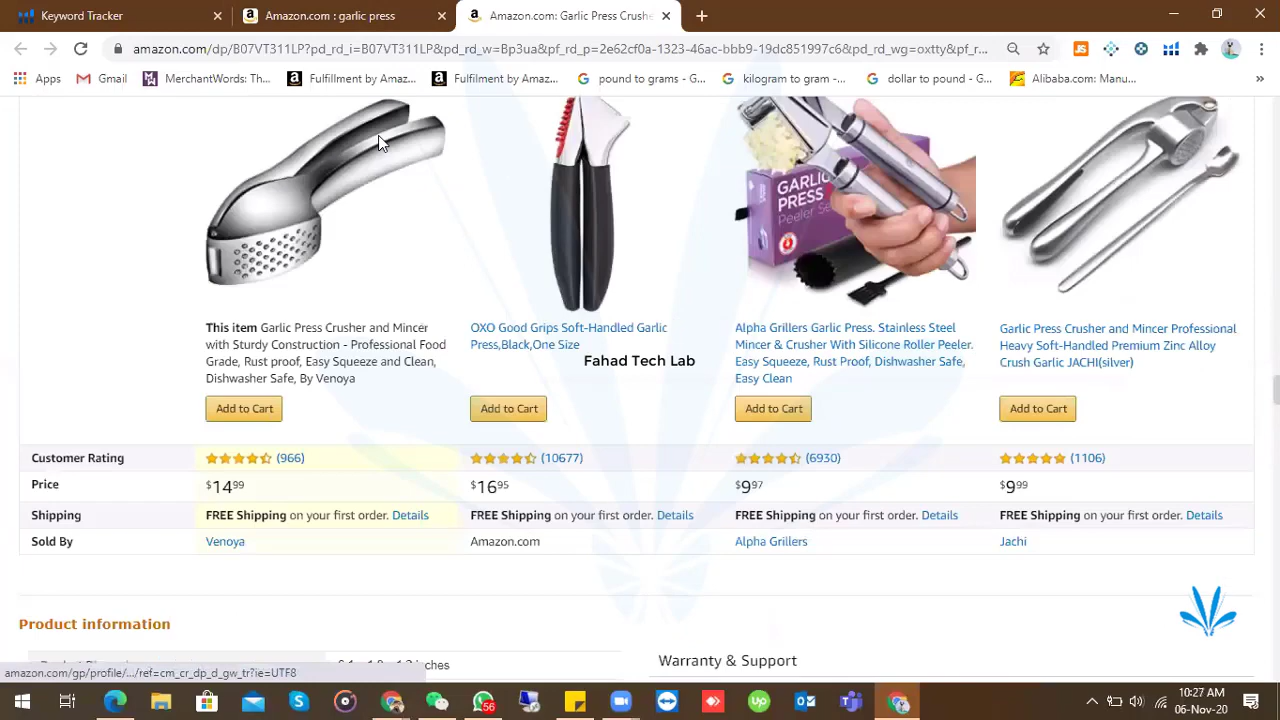 Keyword Tracker
Amazon.com : garlic press
Amazon.com: Garlic Press Crushe
amazon.com/dp/B07VT311LP?pd_rd_i=B07VT311LP&pd_rd_w=Bp3ua&pf_rd_p=2e62cf0a-1323-46ac-bbb9-19dc851997c6&pd_rd_wg=oxtty&pf_r...
Apps
Gmail
MerchantWords: Th...
Fulfillment by Amaz...
Fulfilment by Amaz...
pound to grams - G...
kilogram to gram -...
dollar to pound - G...
Alibaba.com: Manu...
GARLIC
PRESS
Peeler Set
This item Garlic Press Crusher and Mincer
with Sturdy Construction - Professional Food
Grade, Rust proof, Easy Squeeze and Clean,
Dishwasher Safe, By Venoya
OXO Good Grips Soft-Handled Garlic
Press,Black,One Size
Alpha Grillers Garlic Press. Stainless Steel
Mincer & Crusher With Silicone Roller Peeler.
Easy Squeeze, Rust Proof, Dishwasher Safe,
Easy Clean
Garlic Press Crusher and Mincer Professional
Heavy Soft-Handled Premium Zinc Alloy
Crush Garlic JACHI(silver)
Fahad Tech Lab
Add to Cart
Add to Cart
Add to Cart
Add to Cart
Customer Rating (966) (10677) (6930) (1106)
Price $14.99 $16.95 $9.97 $9.99
Shipping FREE Shipping on your first order. Details FREE Shipping on your first order. Details FREE Shipping on your first order. Details FREE Shipping on your first order. Details
Sold By Venoya Amazon.com Alpha Grillers Jachi
Product information
Warranty & Support
amazon.com/gp/profile/.../ref=cm_cr_dp_d_gw_tr?ie=UTF8
56
10:27 AM
06-Nov-20